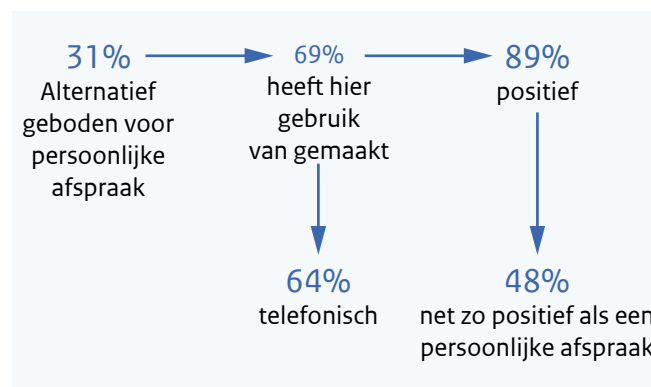 31%
Alternatief
geboden voor
persoonlijke
afspraak
69%
heeft hier
gebruik
van gemaakt
89%
positief
64%
telefonisch
48%
net zo positief als een
persoonlijke afspraak